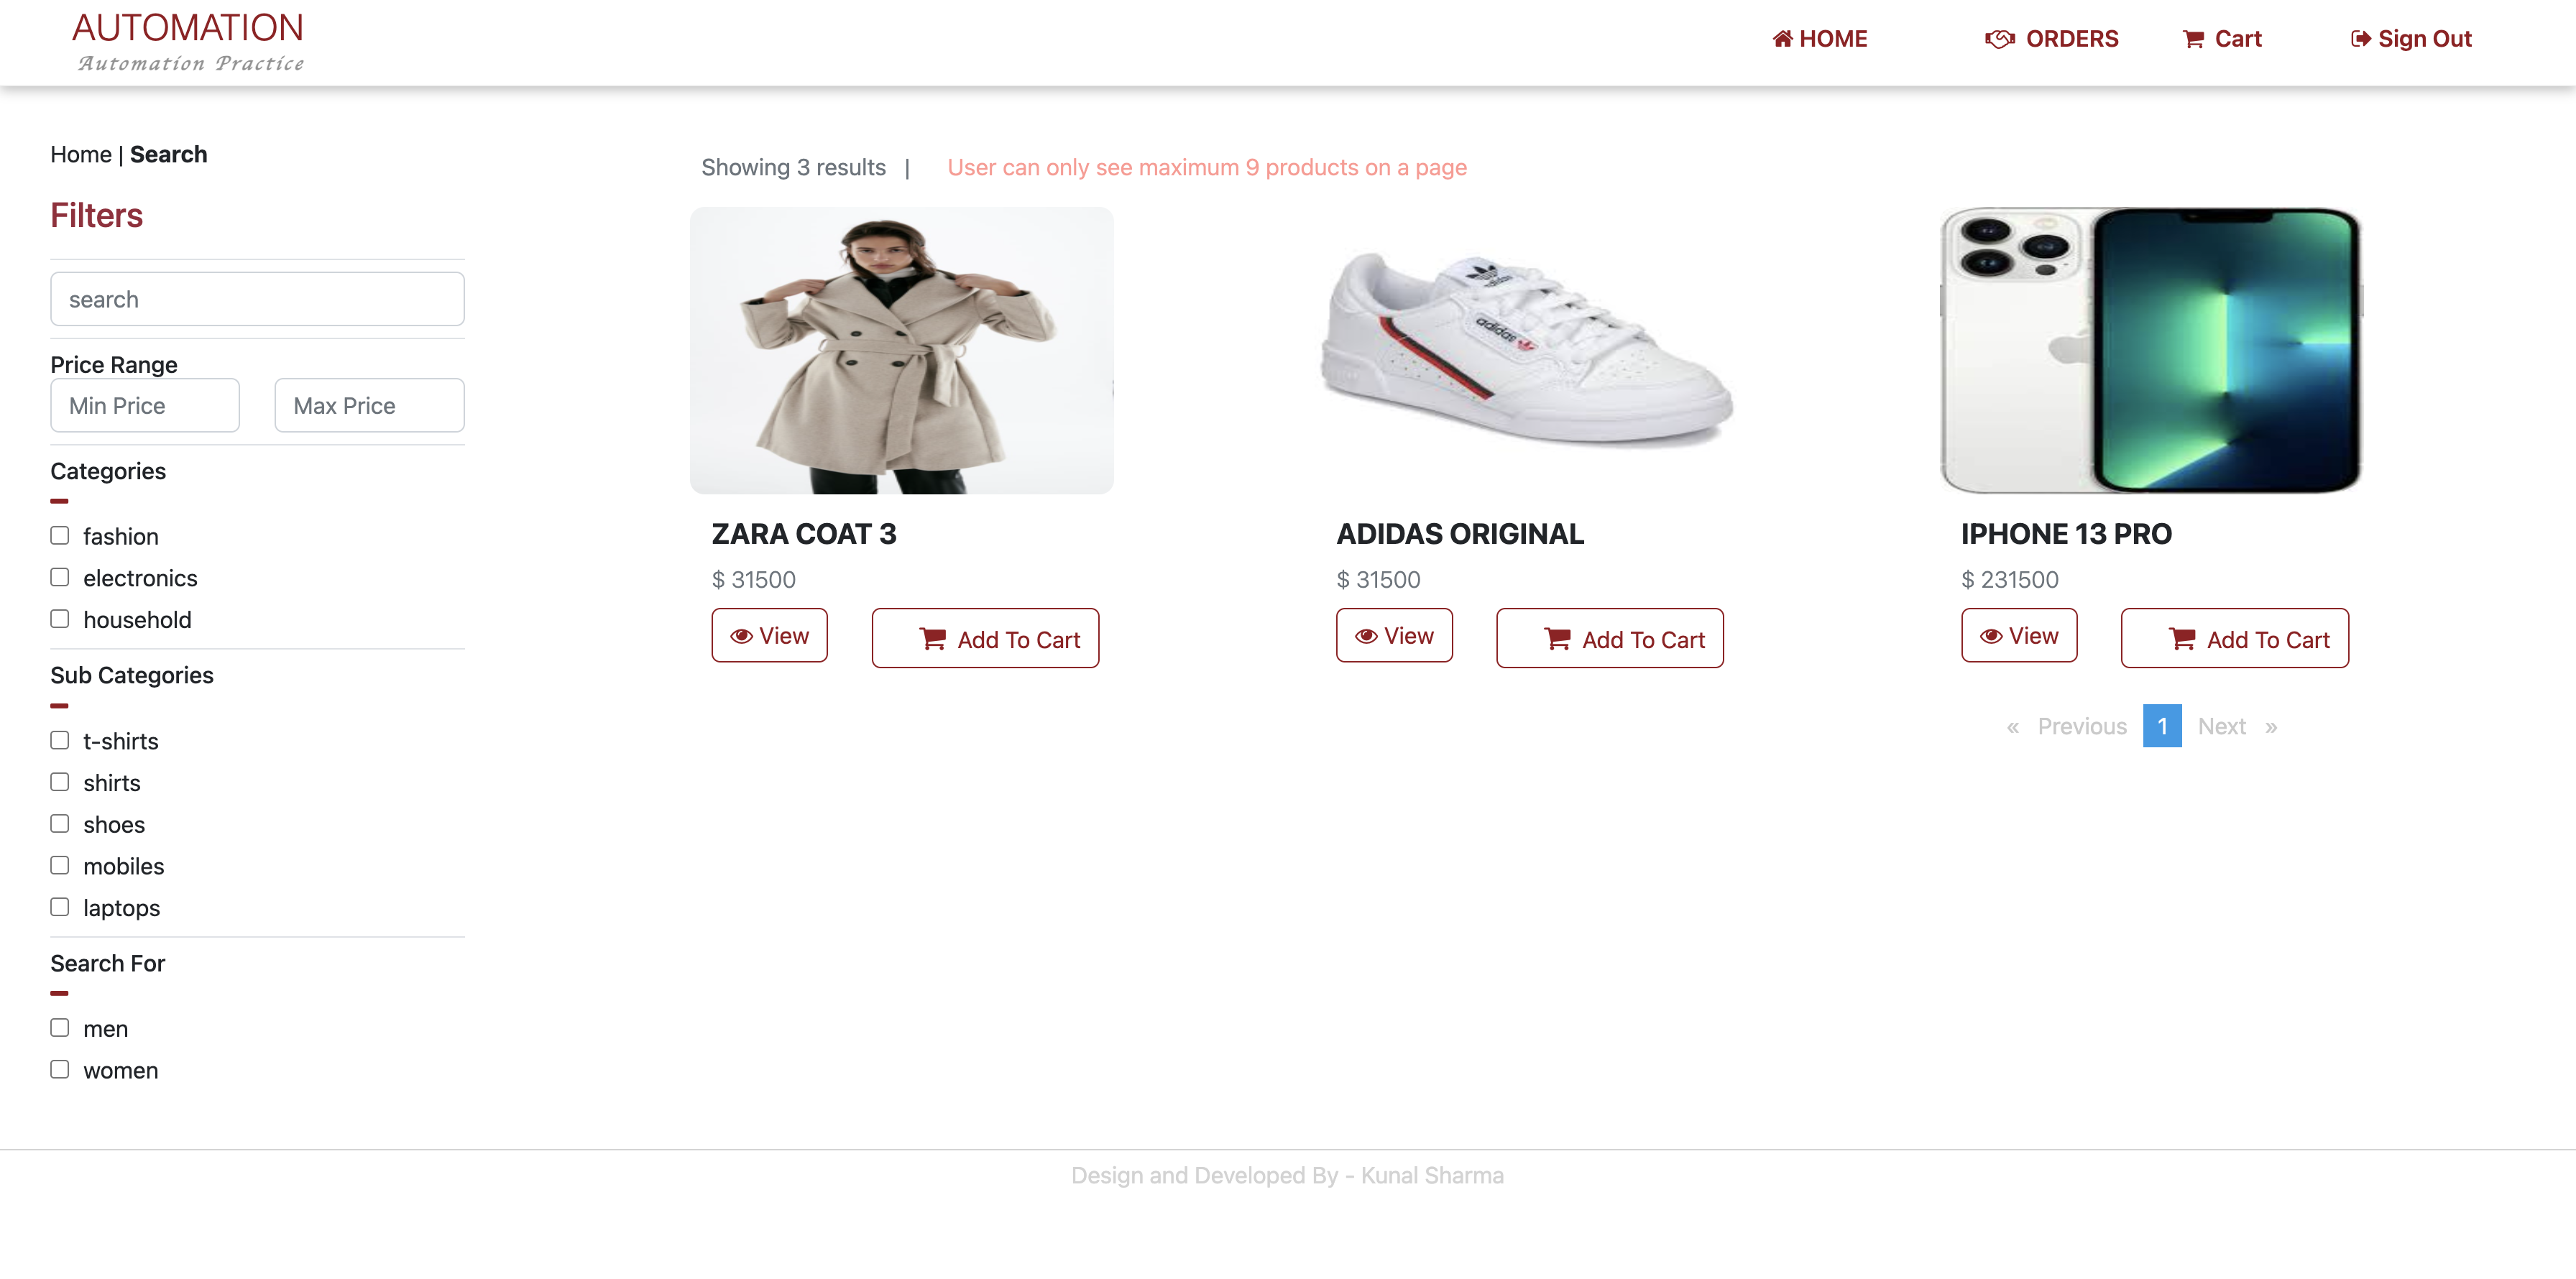 AUTOMATION
Automation Practice
HOME
ORDERS
Cart
Sign Out
Home | Search
Filters
search
Price Range
Min Price
Max Price
Categories
fashion
electronics
household
Sub Categories
t-shirts
shirts
shoes
mobiles
laptops
Search For
men
women
Showing 3 results |
User can only see maximum 9 products on a page
adidas
adidas
ZARA COAT 3
$ 31500
View
Add To Cart
ADIDAS ORIGINAL
$ 31500
View
Add To Cart
IPHONE 13 PRO
$ 231500
View
Add To Cart
« Previous 1 Next »
Design and Developed By - Kunal Sharma